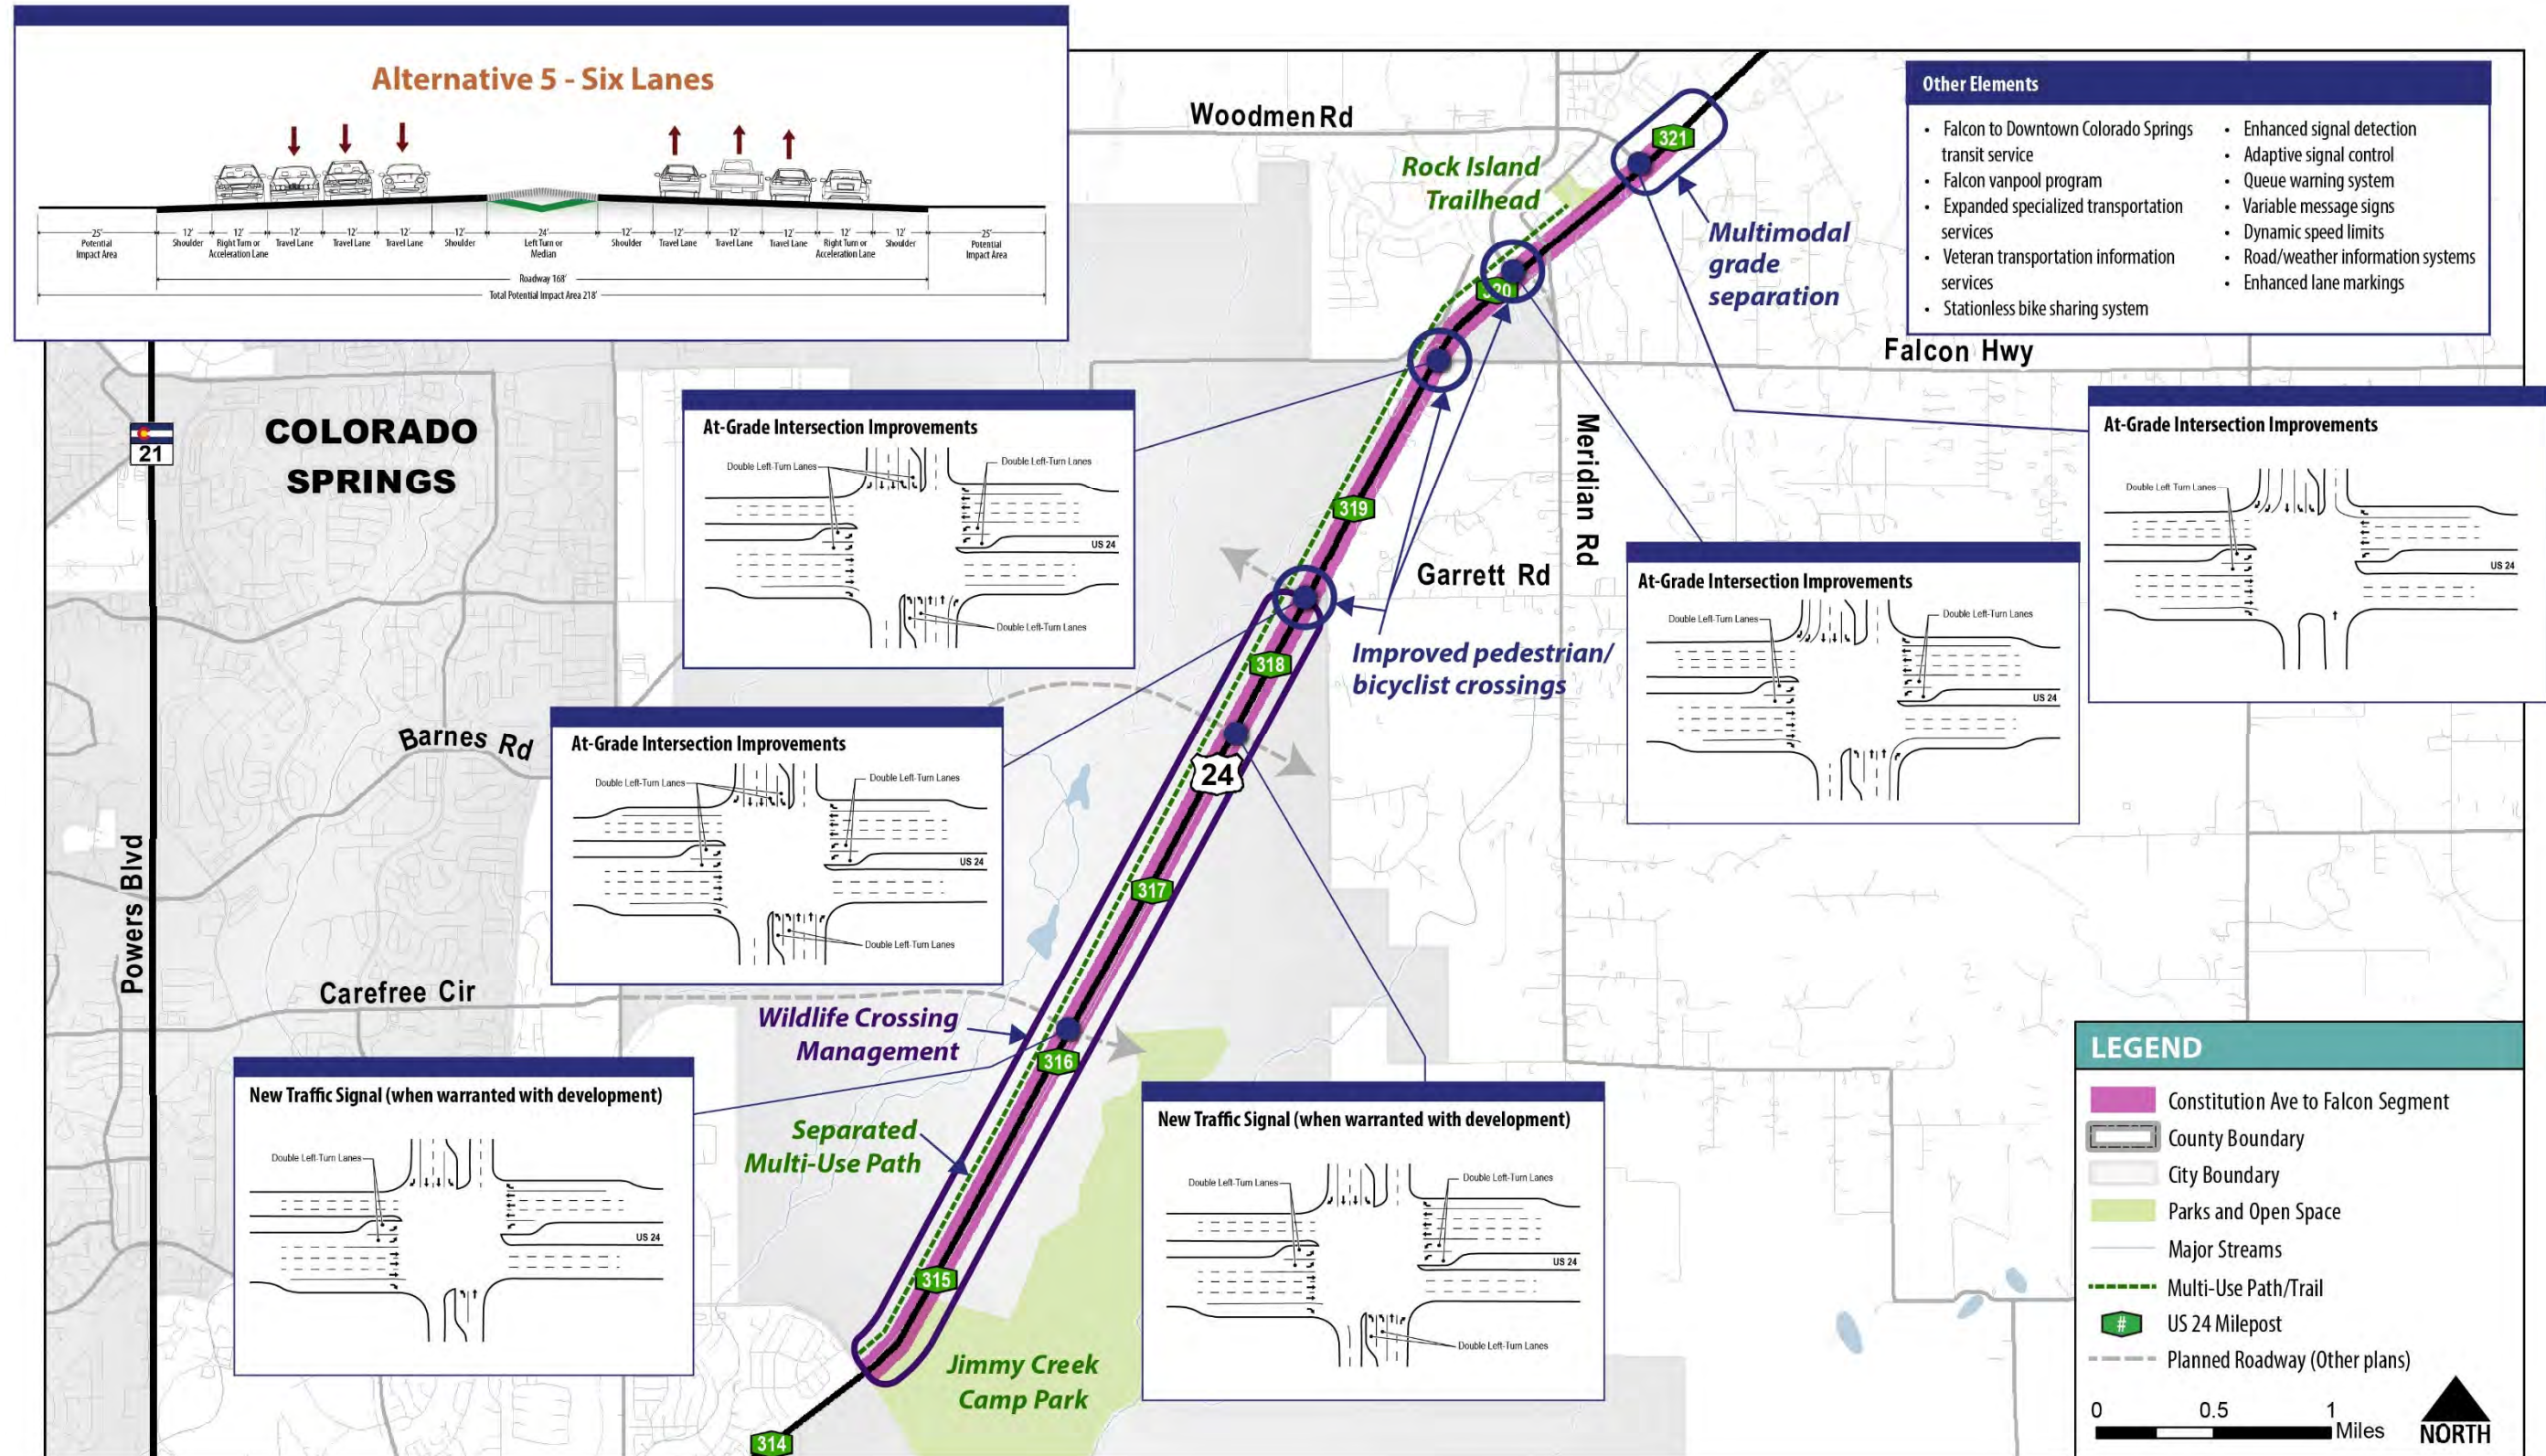 Alternative 5 - Six Lanes
25'
Potential
Impact Area
12'
Shoulder
12'
Right Turn or
Acceleration Lane
12'
Travel Lane
12'
Travel Lane
12'
Travel Lane
12'
Shoulder
24'
Left Turn or
Median
12'
Shoulder
12'
Travel Lane
12'
Travel Lane
12'
Travel Lane
12'
Right Turn or
Acceleration Lane
12'
Shoulder
25'
Potential
Impact Area
Roadway 168'
Total Potential Impact Area 218'
Woodmen Rd
Rock Island
Trailhead
321
Multimodal
grade
separation
320
Other Elements
• Falcon to Downtown Colorado Springs
transit service
• Falcon vanpool program
• Expanded specialized transportation
services
• Veteran transportation information
services
• Stationless bike sharing system
• Enhanced signal detection
• Adaptive signal control
• Queue warning system
• Variable message signs
• Dynamic speed limits
• Road/weather information systems
• Enhanced lane markings
Falcon Hwy
21
COLORADO
SPRINGS
At-Grade Intersection Improvements
Double Left-Turn Lanes
Double Left-Turn Lanes
US 24
Double Left-Turn Lanes
319
Meridian Rd
Garrett Rd
At-Grade Intersection Improvements
Double Left Turn Lanes
US 24
At-Grade Intersection Improvements
Double Left-Turn Lanes
Double Left-Turn Lanes
US 24
318
Improved pedestrian/
bicyclist crossings
Barnes Rd
At-Grade Intersection Improvements
Double Left-Turn Lanes
Double Left-Turn Lanes
US 24
Double Left-Turn Lanes
24
317
Powers Blvd
Carefree Cir
Wildlife Crossing
Management
316
New Traffic Signal (when warranted with development)
Double Left-Turn Lanes
US 24
Separated
Multi-Use Path
New Traffic Signal (when warranted with development)
Double Left-Turn Lanes
Double Left-Turn Lanes
US 24
Double Left-Turn Lanes
315
Jimmy Creek
Camp Park
314
LEGEND
Constitution Ave to Falcon Segment
County Boundary
City Boundary
Parks and Open Space
Major Streams
Multi-Use Path/Trail
# US 24 Milepost
Planned Roadway (Other plans)
0 0.5 1
Miles
NORTH